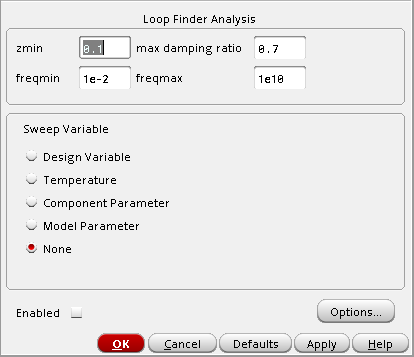 Loop Finder Analysis
zmin 0.1 max damping ratio 0.7
freqmin 1e-2 freqmax 1e10
Sweep Variable
Design Variable
Temperature
Component Parameter
Model Parameter
None
Enabled Options...
OK Cancel Defaults Apply Help